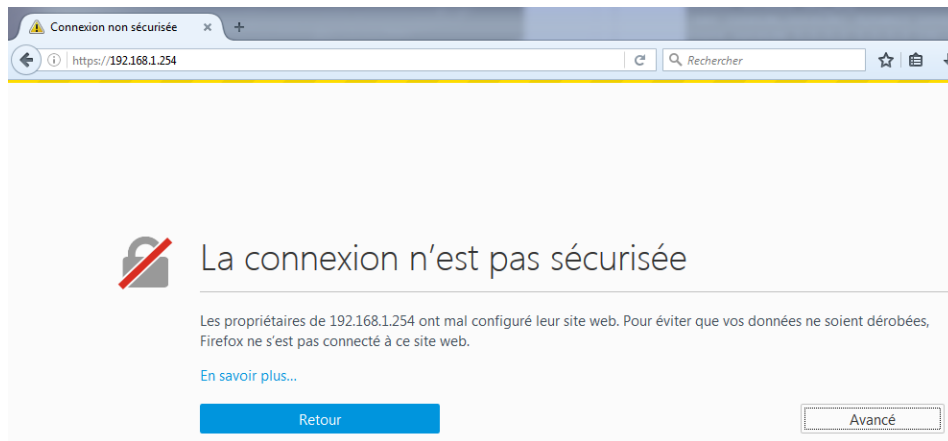 Connexion non sécurisée
https://192.168.1.254
Rechercher
La connexion n’est pas sécurisée
Les propriétaires de 192.168.1.254 ont mal configuré leur site web. Pour éviter que vos données ne soient dérobées,
Firefox ne s’est pas connecté à ce site web.
En savoir plus...
Retour
Avancé